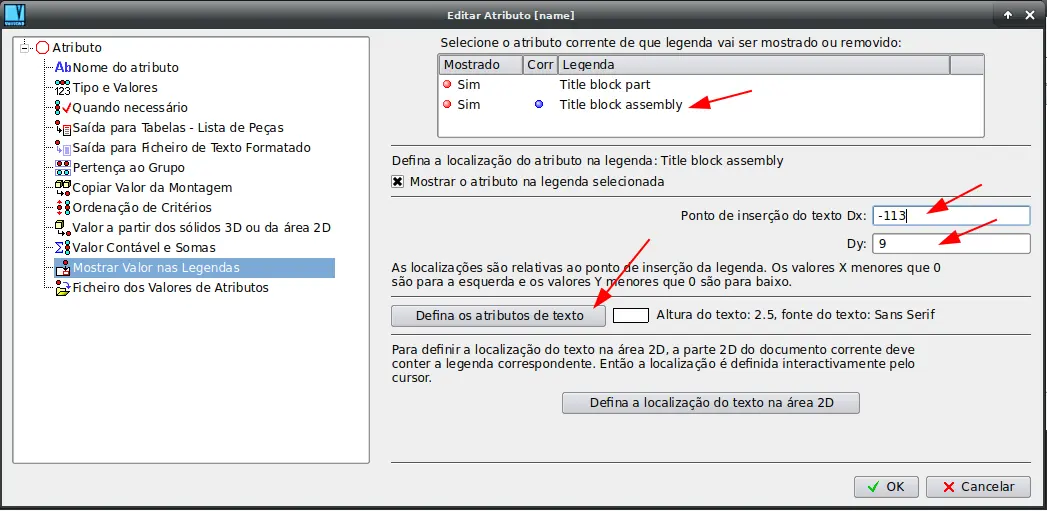 Editar Atributo [name]
Atributo
Ab Nome do atributo
123 Tipo e Valores
Quando necessário
Saída para Tabelas - Lista de Peças
Saída para Ficheiro de Texto Formatado
Pertença ao Grupo
Copiar Valor da Montagem
Ordenação de Critérios
Valor a partir dos sólidos 3D ou da área 2D
Σ Valor Contável e Somas
Mostrar Valor nas Legendas
Ficheiro dos Valores de Atributos
Selecione o atributo corrente de que legenda vai ser mostrado ou removido:
Mostrado Corr Legenda
Sim Title block part
Sim Title block assembly
Defina a localização do atributo na legenda: Title block assembly
Mostrar o atributo na legenda selecionada
Ponto de inserção do texto Dx: -113
Dy: 9
As localizações são relativas ao ponto de inserção da legenda. Os valores X menores que 0
são para a esquerda e os valores Y menores que 0 são para baixo.
Defina os atributos de texto Altura do texto: 2.5, fonte do texto: Sans Serif
Para definir a localização do texto na área 2D, a parte 2D do documento corrente deve
conter a legenda correspondente. Então a localização é definida interactivamente pelo
cursor.
Defina a localização do texto na área 2D
OK Cancelar